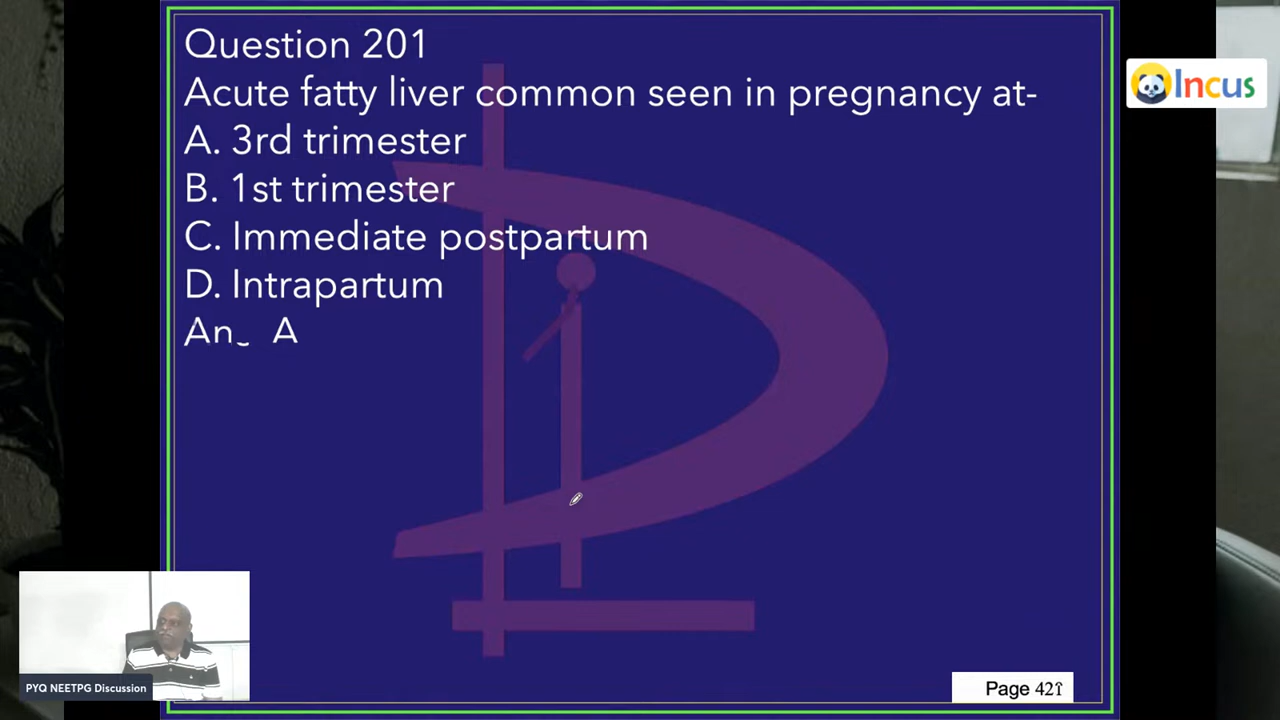 Question 201
Acute fatty liver common seen in pregnancy at-
A. 3rd trimester
B. 1st trimester
C. Immediate postpartum
D. Intrapartum
A
Incus
PYQ NEETPG Discussion
Page